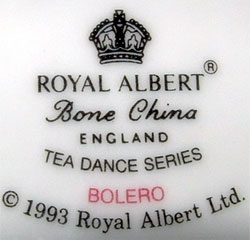 ROYAL ALBERT®
Bone China
ENGLAND
TEA DANCE SERIES
BOLERO
© 1993 Royal Albert Ltd.